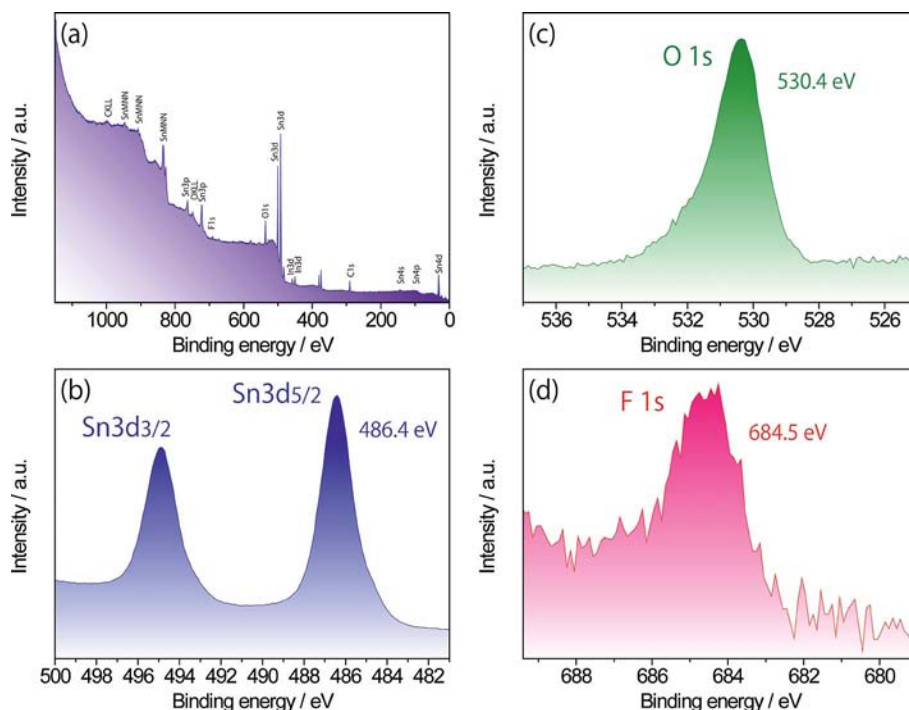 (a)
Intensity / a.u.
CKLL
SnMNN
SnMNN
SnMNN
Sn3p
OKLL
Sn3p
F1s
O1s
Sn3d
Sn3d
In3d
In3d
C1s
Sn4s
Sn4p
Sn4d
1000 800 600 400 200 0
Binding energy / eV
(c)
O 1s
530.4 eV
Intensity / a.u.
536 534 532 530 528 526
Binding energy / eV
(b)
Sn3d3/2
Sn3d5/2
486.4 eV
Intensity / a.u.
500 498 496 494 492 490 488 486 484 482
Binding energy / eV
(d)
F 1s
684.5 eV
Intensity / a.u.
688 686 684 682 680
Binding energy / eV